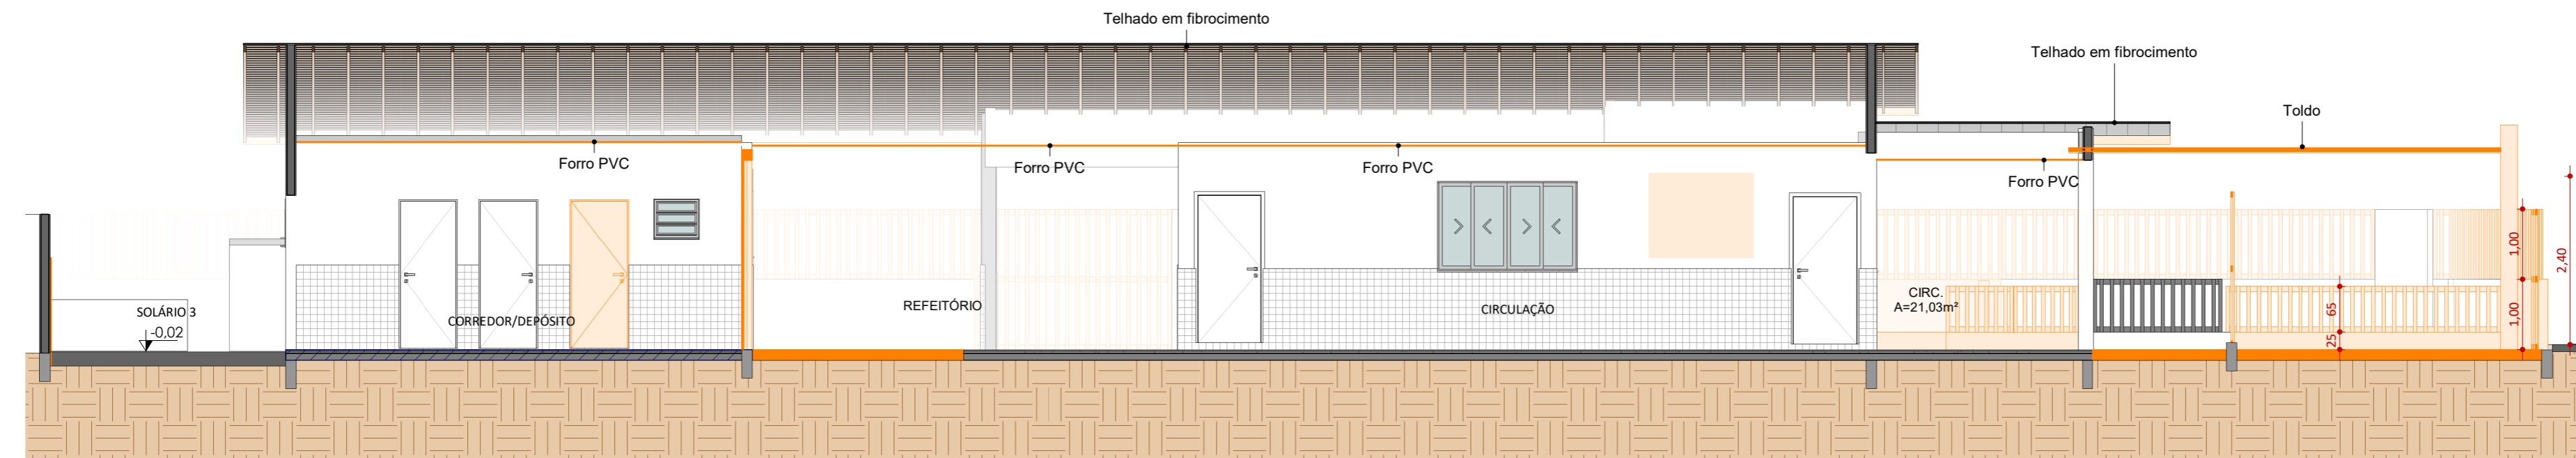 Telhado em fibrocimento
Telhado em fibrocimento
Toldo
Forro PVC
Forro PVC
Forro PVC
Forro PVC
SOLÁRIO 3
-0,02
CORREDOR/DEPÓSITO
REFEITÓRIO
CIRCULAÇÃO
CIRC.
A=21,03m²
65
25
1,00
1,00
2,40